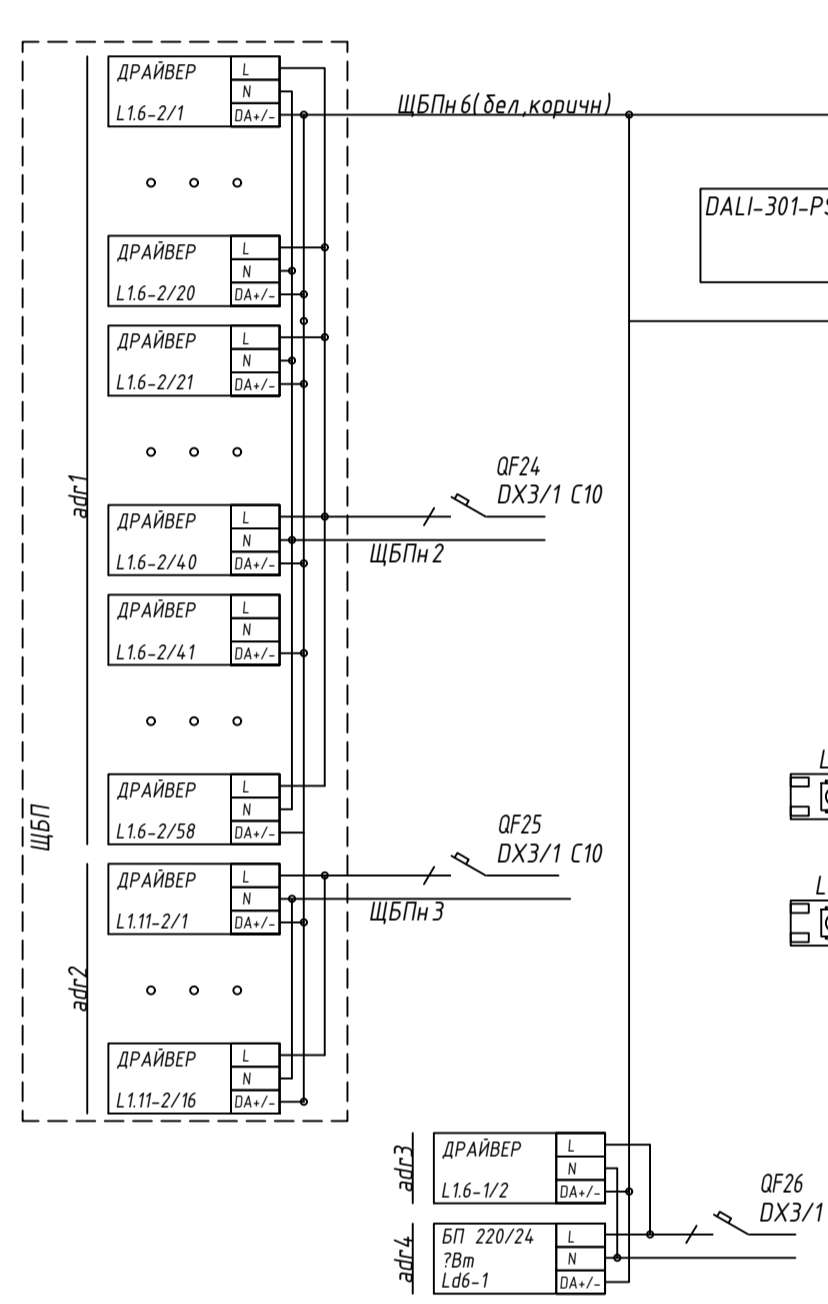 ДРАЙВЕР
L
N
L1.6-2/1
DA+/-
ЩБПн 6(бел,коричн)
DALI-301-PS
ДРАЙВЕР
L
N
L1.6-2/20
DA+/-
ДРАЙВЕР
L
N
L1.6-2/21
DA+/-
adr1
QF24
DX3/1 C10
ДРАЙВЕР
L
N
L1.6-2/40
DA+/-
ЩБПн 2
ДРАЙВЕР
L
N
L1.6-2/41
DA+/-
L
ДРАЙВЕР
L
N
L1.6-2/58
DA+/-
ЩБП
QF25
DX3/1 C10
ДРАЙВЕР
L
N
L1.11-2/1
DA+/-
ЩБПн 3
L
adr2
ДРАЙВЕР
L
N
L1.11-2/16
DA+/-
adr3
ДРАЙВЕР
L
N
L1.6-1/2
DA+/-
QF26
DX3/1
adr4
БП 220/24
?Вт
Ld6-1
L
N
DA+/-